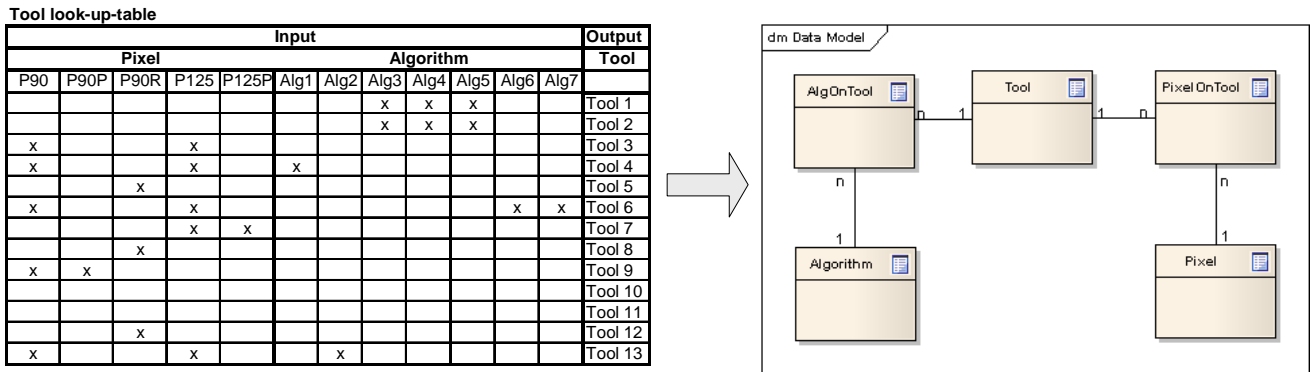 Tool look-up-table
Input Output
Pixel Algorithm Tool
P90 P90P P90R P125 P125P Alg1 Alg2 Alg3 Alg4 Alg5 Alg6 Alg7
x x x Tool 1
x x x Tool 2
x x Tool 3
x x x Tool 4
x Tool 5
x x x x Tool 6
x x Tool 7
x Tool 8
x x Tool 9
Tool 10
Tool 11
x Tool 12
x x x Tool 13
dm Data Model
AlgOnTool Tool PixelOnTool
n 1 1 n
n n
1 1
Algorithm Pixel